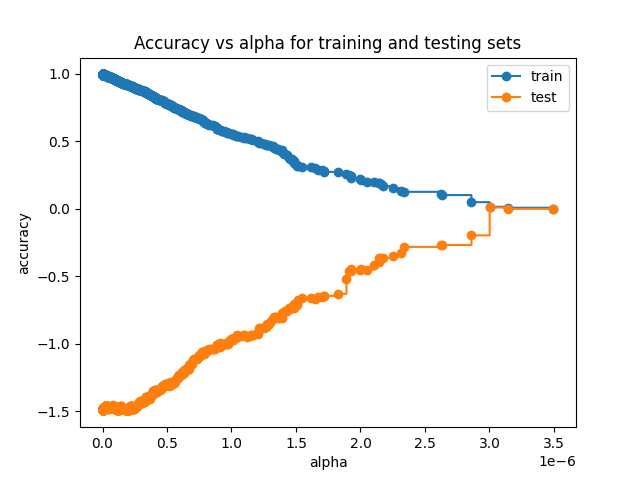 Accuracy vs alpha for training and testing sets
train
test
accuracy
1.0
0.5
0.0
−0.5
−1.0
−1.5
0.0 0.5 1.0 1.5 2.0 2.5 3.0 3.5
1e−6
alpha